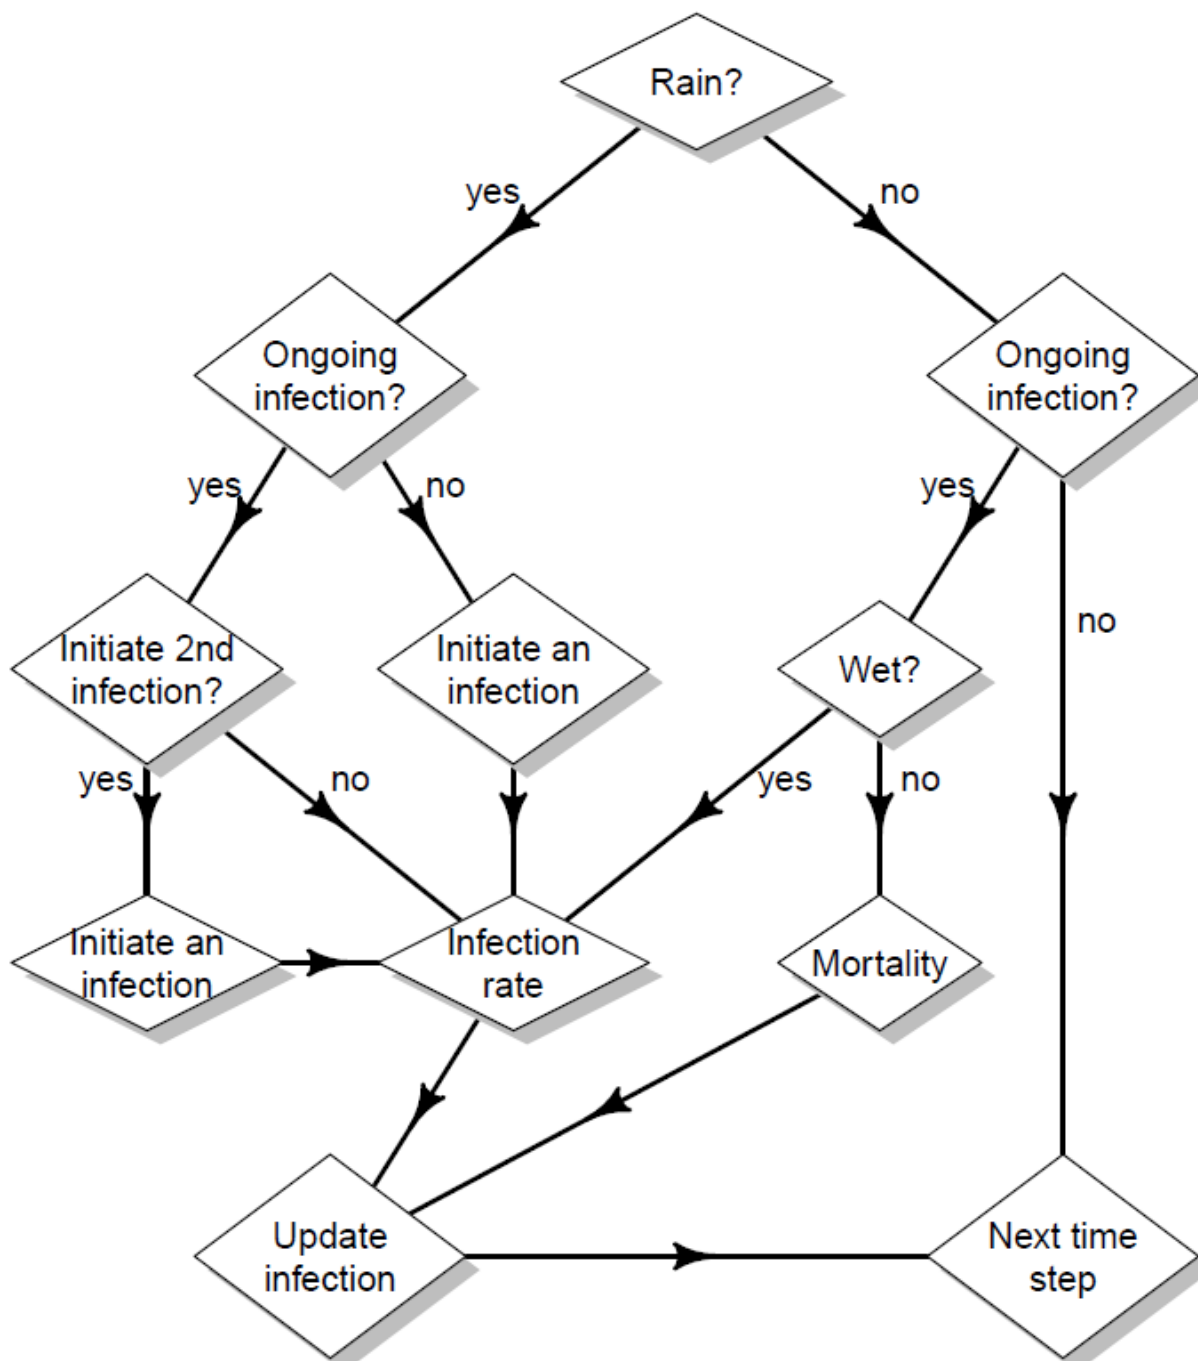 Rain?
yes
no
Ongoing
infection?
Ongoing
infection?
yes
no
yes
no
Initiate 2nd
infection?
Initiate an
infection
Wet?
yes
no
yes
no
Initiate an
infection
Infection
rate
Mortality
Update
infection
Next time
step